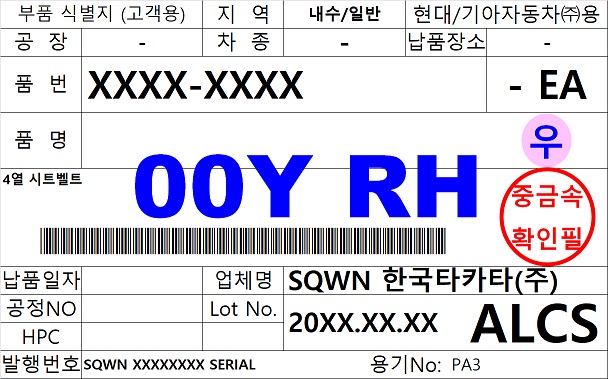 부품 식별지 (고객용) 지 역 내수/일반 현대/기아자동차㈜용
공 장 - 차 종 - 납품장소 -
품 번 XXXX-XXXX - EA
품 명 우
4열 시트벨트 00Y RH 중금속
확인필
납품일자 업체명 SQWN 한국타카타(주)
공정NO Lot No. 20XX.XX.XX ALCS
HPC
발행번호 SQWN XXXXXXXX SERIAL 용기No: PA3